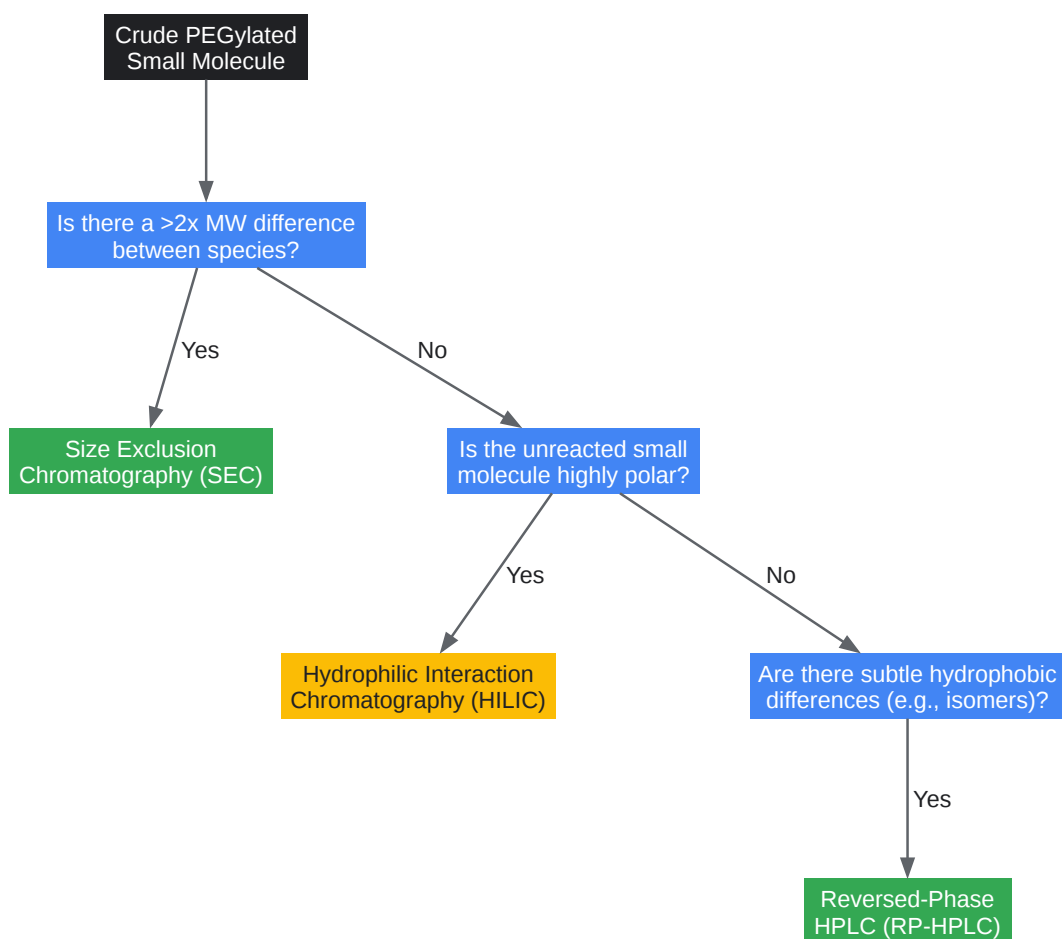 Crude PEGylated
Small Molecule
Is there a >2x MW difference
between species?
Yes
No
Size Exclusion
Chromatography (SEC)
Is the unreacted small
molecule highly polar?
Yes
No
Hydrophilic Interaction
Chromatography (HILIC)
Are there subtle hydrophobic
differences (e.g., isomers)?
Yes
Reversed-Phase
HPLC (RP-HPLC)